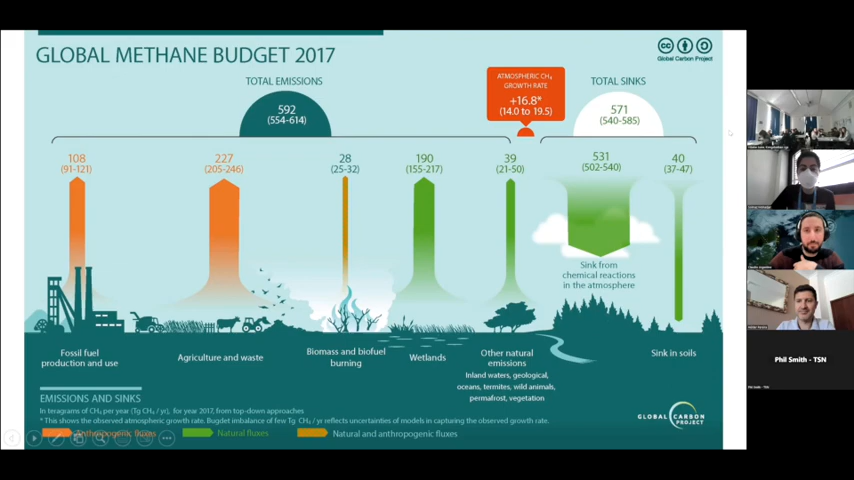 GLOBAL METHANE BUDGET 2017
Global Carbon Project
TOTAL EMISSIONS
592
(554-614)
ATMOSPHERIC CH₄
GROWTH RATE
+16.8*
(14.0 to 19.5)
TOTAL SINKS
571
(540-585)
108
(91-121)
227
(205-246)
28
(25-32)
190
(155-217)
39
(21-50)
531
(502-540)
40
(37-47)
Sink from
chemical reactions
in the atmosphere
Fossil fuel
production and use
Agriculture and waste
Biomass and biofuel
burning
Wetlands
Other natural
emissions
Inland waters, geological,
oceans, termites, wild animals,
permafrost, vegetation
Sink in soils
EMISSIONS AND SINKS
In teragrams of CH₄ per year (Tg CH₄ / yr), for year 2017, from top-down approaches
* This shows the observed atmospheric growth rate. Bugdet imbalance of few Tg CH₄ / yr reflects uncertainties of models in capturing the observed growth rate.
Anthropogenic fluxes
Natural fluxes
Natural and anthropogenic fluxes
GLOBAL CARBON
PROJECT
Phil Smith - TSN
Phil Smith - TSN